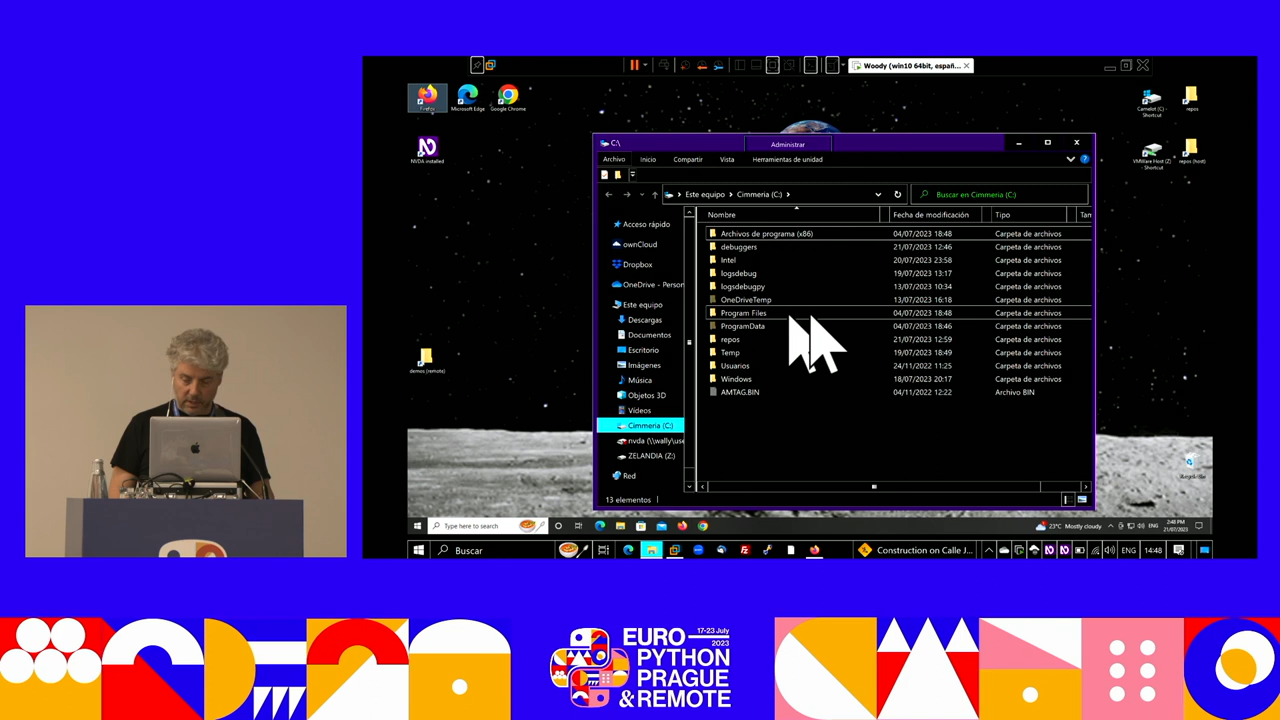 Woody (win10 64bit, españ...
Firefox
Microsoft Edge
Google Chrome
Camelot (C) - Shortcut
repos
NVDA installed
VMWare Host (Z) - Shortcut
repos (host)
demos (remote)
C:\
Administrar
Archivo
Inicio
Compartir
Vista
Herramientas de unidad
Este equipo
Cimmeria (C:)
Buscar en Cimmeria (C:)
Nombre
Fecha de modificación
Tipo
Tam
Acceso rápido
ownCloud
Dropbox
OneDrive - Person
Este equipo
Descargas
Documentos
Escritorio
Imágenes
Música
Objetos 3D
Vídeos
Cimmeria (C:)
nvda (\\wally\use
ZELANDIA (Z:)
Red
Archivos de programa (x86) 04/07/2023 18:48 Carpeta de archivos
debuggers 21/07/2023 12:46 Carpeta de archivos
Intel 20/07/2023 23:58 Carpeta de archivos
logsdebug 19/07/2023 13:17 Carpeta de archivos
logsdebugpy 13/07/2023 10:34 Carpeta de archivos
OneDriveTemp 13/07/2023 16:18 Carpeta de archivos
Program Files 04/07/2023 18:48 Carpeta de archivos
ProgramData 04/07/2023 18:46 Carpeta de archivos
repos 21/07/2023 12:59 Carpeta de archivos
Temp 19/07/2023 18:49 Carpeta de archivos
Usuarios 24/11/2022 11:25 Carpeta de archivos
Windows 18/07/2023 20:17 Carpeta de archivos
AMTAG.BIN 04/11/2022 12:22 Archivo BIN
13 elementos
Type here to search
23°C Mostly cloudy
ENG
2:48 PM
21/07/2023
Buscar
Construction on Calle J...
ENG
14:48
EURO
17-23 July
2023
PYTHON
PRAGUE
& REMOTE